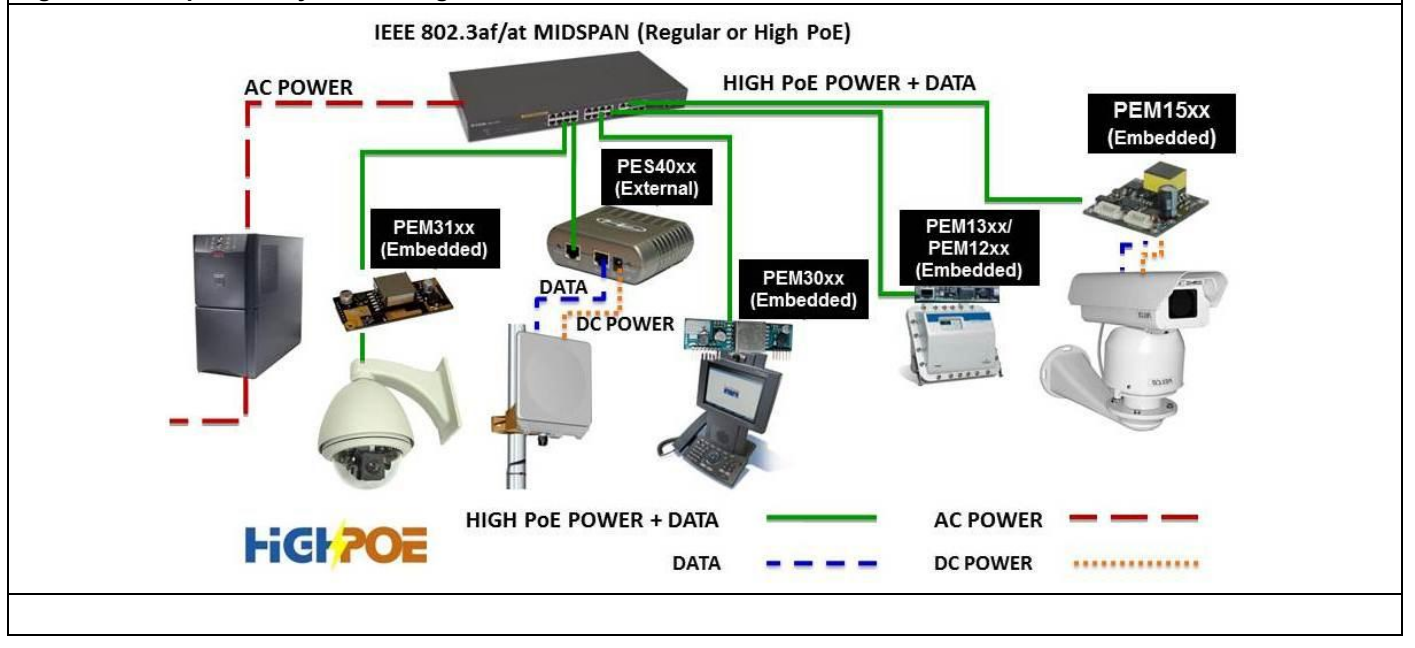 IEEE 802.3af/at MIDSPAN (Regular or High PoE)
AC POWER
HIGH PoE POWER + DATA
PEM15xx
(Embedded)
PES40xx
(External)
PEM31xx
(Embedded)
PEM13xx/
PEM12xx
(Embedded)
PEM30xx
(Embedded)
DATA
DC POWER
HIGH PoE POWER + DATA
AC POWER
DATA
DC POWER
HiGHPOE